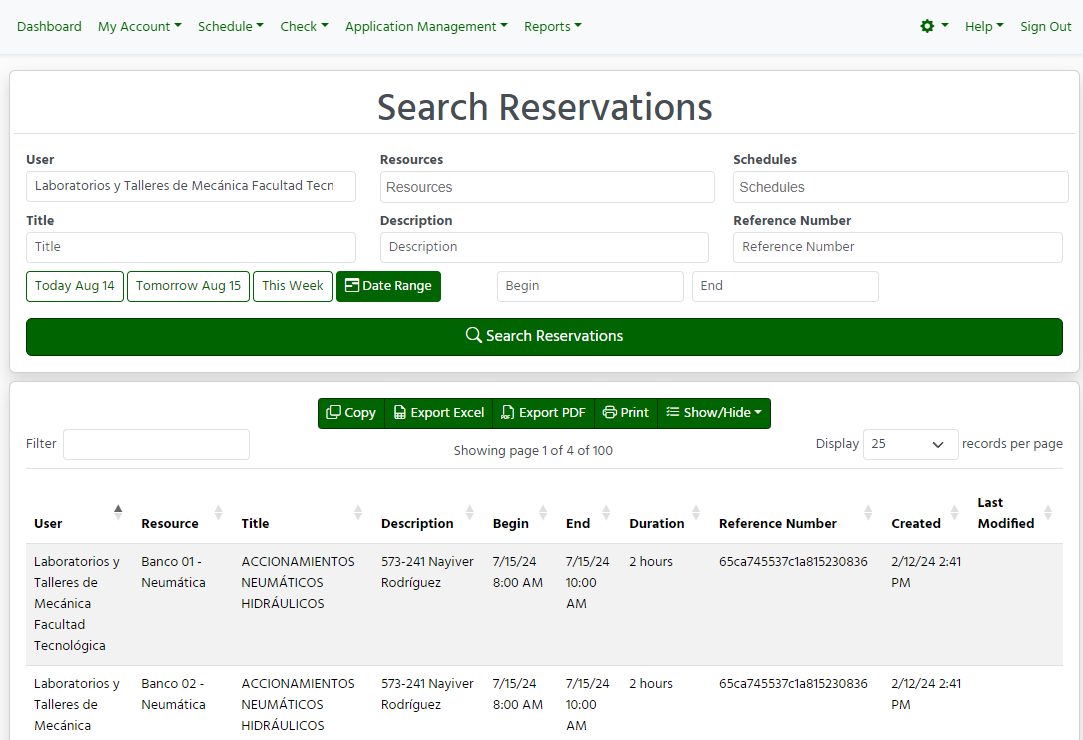 Dashboard My Account Schedule Check Application Management Reports Help Sign Out
Search Reservations
User Resources Schedules
Laboratorios y Talleres de Mecánica Facultad Tecn Resources Schedules
Title Description Reference Number
Title Description Reference Number
Today Aug 14 Tomorrow Aug 15 This Week Date Range Begin End
Search Reservations
Copy Export Excel Export PDF Print Show/Hide
Filter Showing page 1 of 4 of 100 Display 25 records per page
User Resource Title Description Begin End Duration Reference Number Created Last Modified
Laboratorios y Banco 01 - ACCIONAMIENTOS 573-241 Nayiver 7/15/24 7/15/24 2 hours 65ca745537c1a815230836 2/12/24 2:41
Talleres de Neumática NEUMÁTICOS Rodríguez 8:00 AM 10:00 PM
Mecánica HIDRÁULICOS AM
Facultad
Tecnológica
Laboratorios y Banco 02 - ACCIONAMIENTOS 573-241 Nayiver 7/15/24 7/15/24 2 hours 65ca745537c1a815230836 2/12/24 2:41
Talleres de Neumática NEUMÁTICOS Rodríguez 8:00 AM 10:00 PM
Mecánica HIDRÁULICOS AM